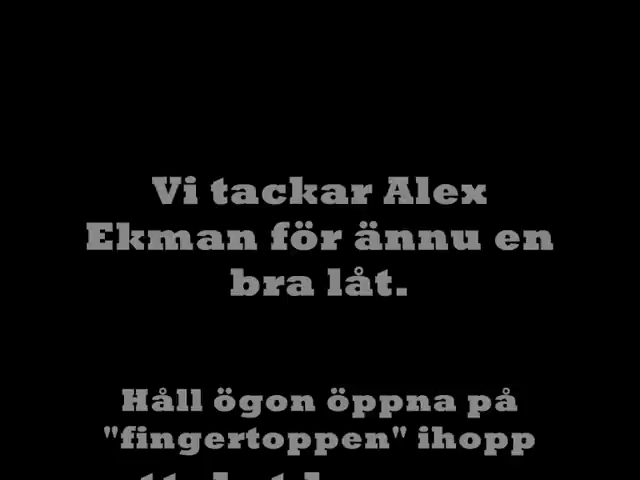 Vi tackar Alex
Ekman för ännu en
bra låt.
Håll ögon öppna på
"fingertoppen" ihopp